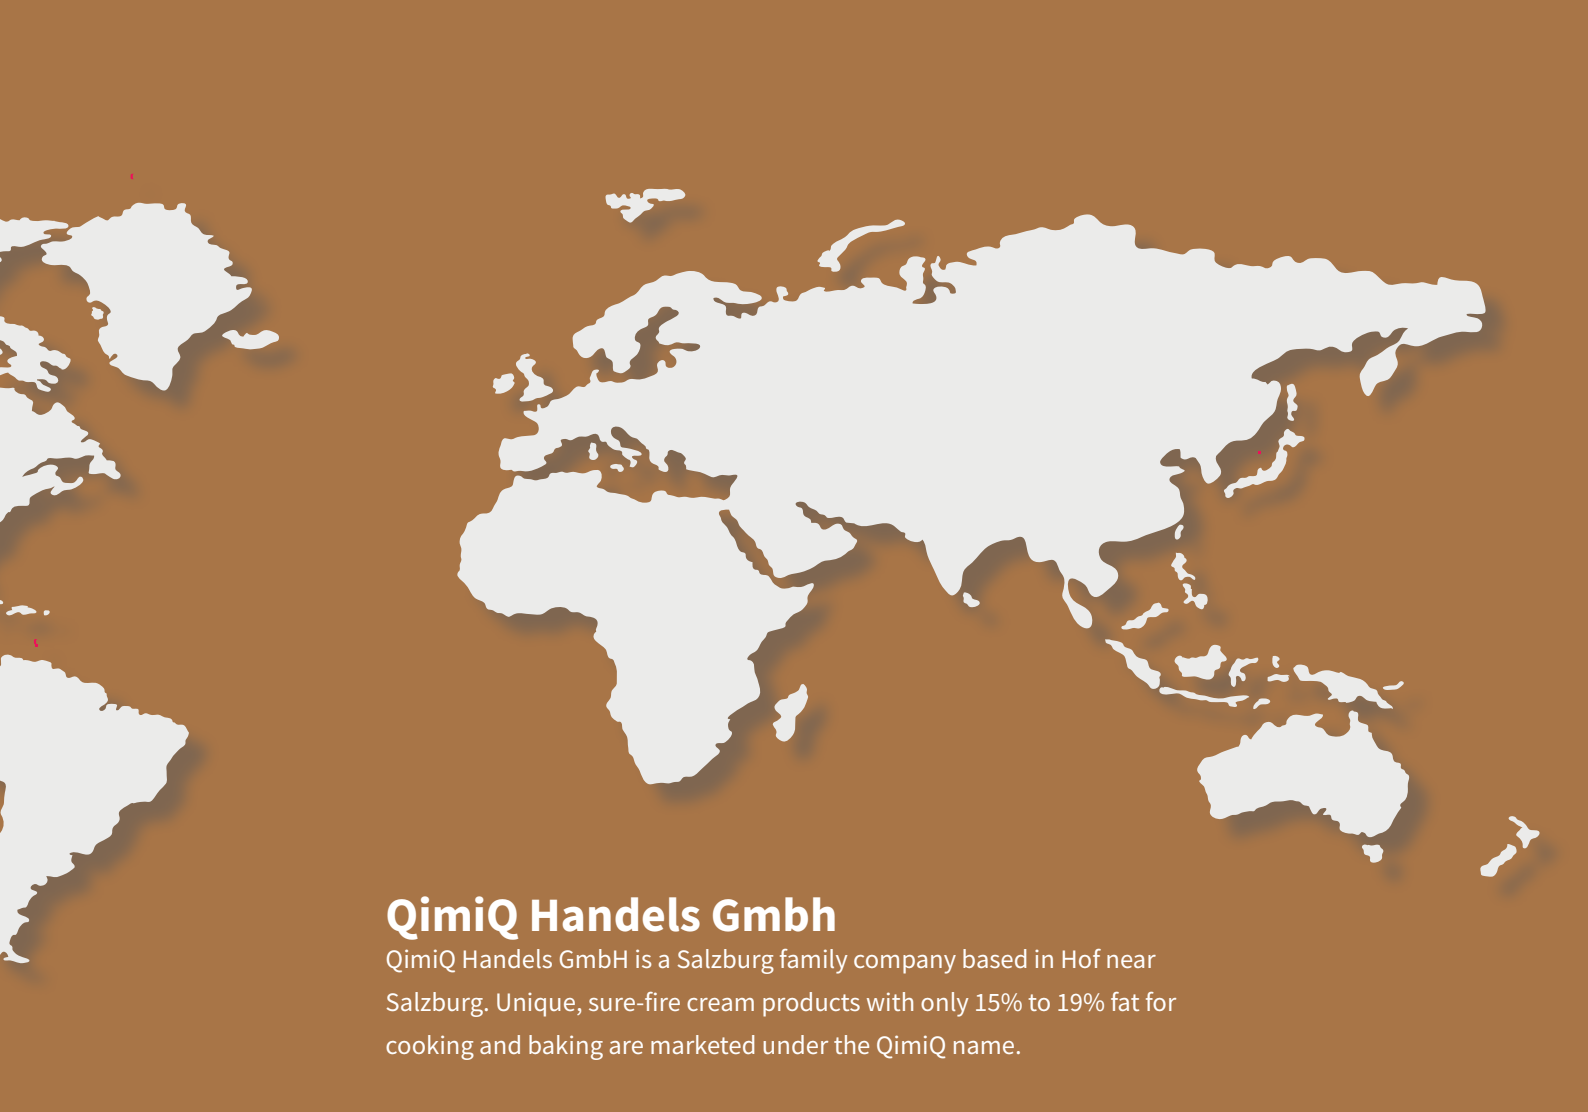 QimiQ Handels Gmbh
QimiQ Handels GmbH is a Salzburg family company based in Hof near
Salzburg. Unique, sure-fire cream products with only 15% to 19% fat for
cooking and baking are marketed under the QimiQ name.